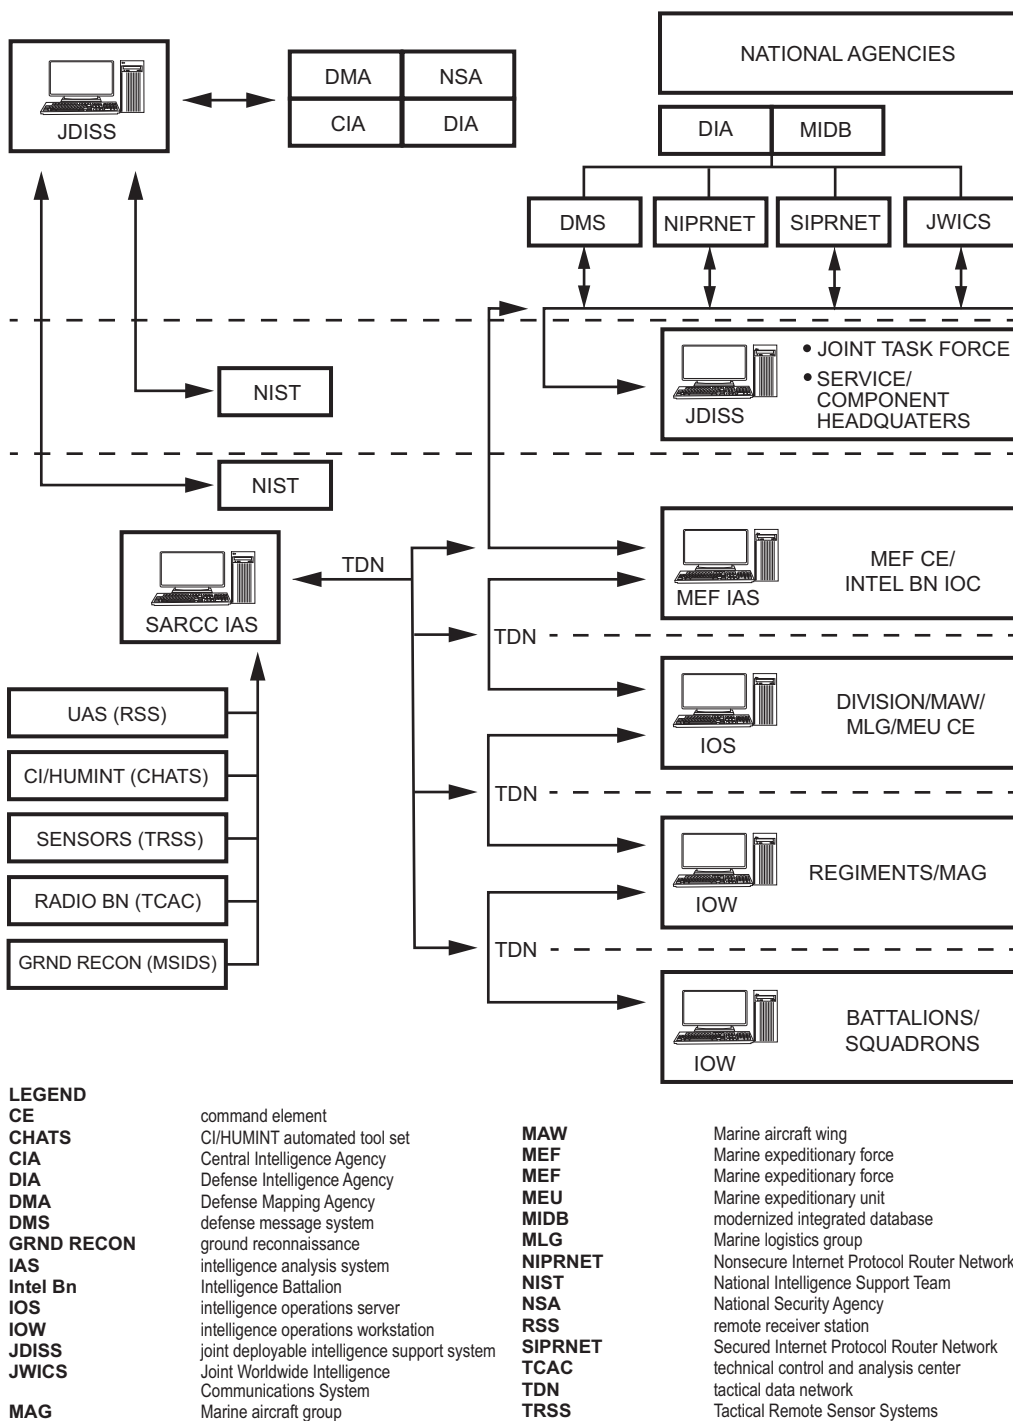 NATIONAL AGENCIES
JDISS
DMA
NSA
CIA
DIA
DIA
MIDB
DMS
NIPRNET
SIPRNET
JWICS
NIST
JDISS
• JOINT TASK FORCE
• SERVICE/
COMPONENT
HEADQUATERS
NIST
SARCC IAS
TDN
MEF IAS
MEF CE/
INTEL BN IOC
TDN
UAS (RSS)
CI/HUMINT (CHATS)
SENSORS (TRSS)
RADIO BN (TCAC)
GRND RECON (MSIDS)
IOS
DIVISION/MAW/
MLG/MEU CE
TDN
IOW
REGIMENTS/MAG
TDN
IOW
BATTALIONS/
SQUADRONS
LEGEND
CE command element
CHATS CI/HUMINT automated tool set
CIA Central Intelligence Agency
DIA Defense Intelligence Agency
DMA Defense Mapping Agency
DMS defense message system
GRND RECON ground reconnaissance
IAS intelligence analysis system
Intel Bn Intelligence Battalion
IOS intelligence operations server
IOW intelligence operations workstation
JDISS joint deployable intelligence support system
JWICS Joint Worldwide Intelligence
Communications System
MAG Marine aircraft group
MAW Marine aircraft wing
MEF Marine expeditionary force
MEF Marine expeditionary force
MEU Marine expeditionary unit
MIDB modernized integrated database
MLG Marine logistics group
NIPRNET Nonsecure Internet Protocol Router Network
NIST National Intelligence Support Team
NSA National Security Agency
RSS remote receiver station
SIPRNET Secured Internet Protocol Router Network
TCAC technical control and analysis center
TDN tactical data network
TRSS Tactical Remote Sensor Systems